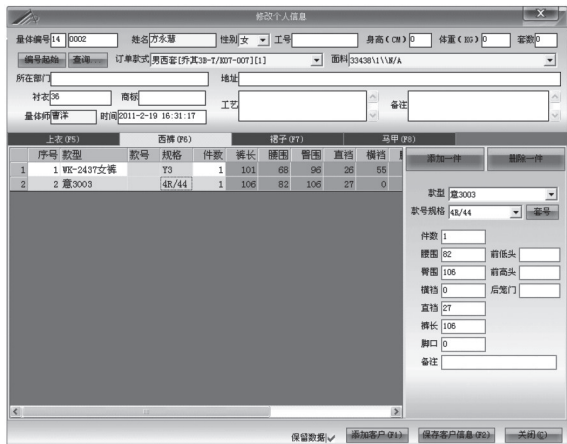 修改个人信息
量体编号 14 0002 姓名 方永慧 性别 女 工号 身高(CM) 0 体重(KG) 0 套数 0
编号起始 查询... 订单款式 男西套[乔其3B-Y/K07-007][1] 面料 33438\1\\N/A
所在部门 地址
衬衣 36 商标 工艺 备注
量体师 曹洋 时间 2011-2-19 16:31:17
上衣(F5) 西裤(F6) 裙子(F7) 马甲(F8)
序号 款型 款号 规格 件数 裤长 腰围 臀围 直裆 横裆
1 1 WK-2437女裤 Y3 1 101 68 96 26 55
2 2 意3003 4R/44 1 106 82 106 27 0
添加一件 删除一件
款型 意3003
款号规格 4R/44 套号
件数 1
腰围 82 前低头
臀围 106 前高头
横裆 0 后笼门
直裆 27
裤长 106
脚口 0
备注
保留数据 添加客户(F1) 保存客户信息(F2) 关闭(C)